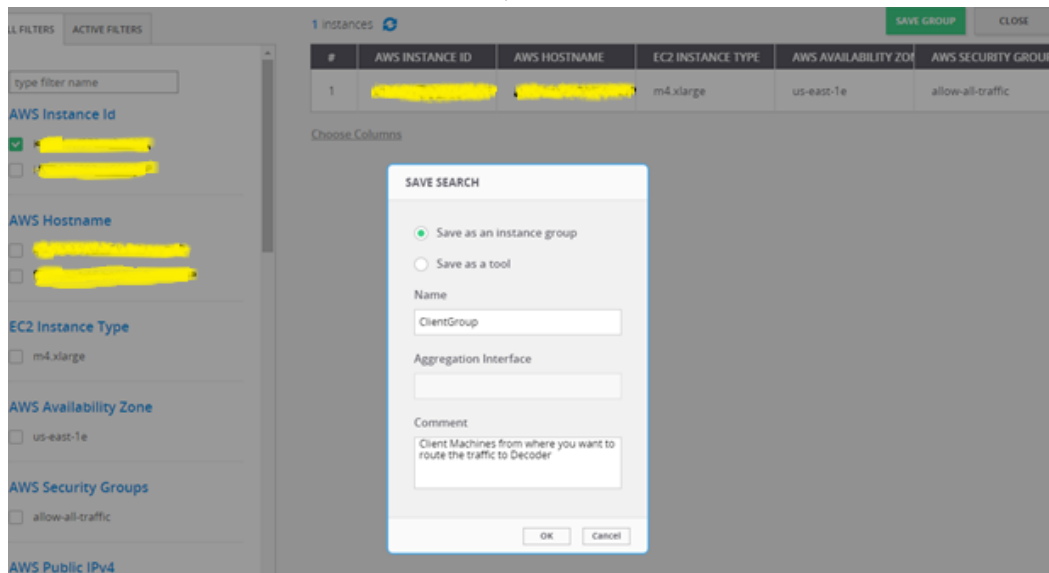 LL FILTERS
ACTIVE FILTERS
type filter name
AWS Instance Id
AWS Hostname
EC2 Instance Type
m4.xlarge
AWS Availability Zone
us-east-1e
AWS Security Groups
allow-all-traffic
AWS Public IPv4
1 instances
SAVE GROUP
CLOSE
# AWS INSTANCE ID AWS HOSTNAME EC2 INSTANCE TYPE AWS AVAILABILITY ZON AWS SECURITY GROUP
1 m4.xlarge us-east-1e allow-all-traffic
Choose Columns
SAVE SEARCH
Save as an instance group
Save as a tool
Name
ClientGroup
Aggregation Interface
Comment
Client Machines from where you want to
route the traffic to Decoder
OK Cancel